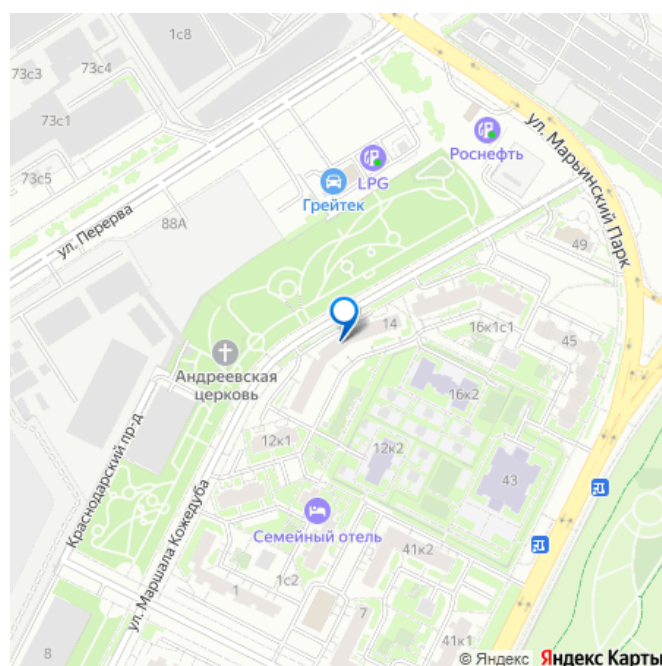 1с8
73с3
73с4
73с1
73с5
ул. Перерва
88А
LPG
Грейтек
Роснефть
ул. Марьинский Парк
49
14
16к1с1
45
Андреевская
церковь
16к2
12к1
12к2
43
Краснодарский пр-д
ул. Маршала Кожедуба
Семейный отель
41к2
1с2
1
7
8
41к1
© Яндекс Яндекс Карты